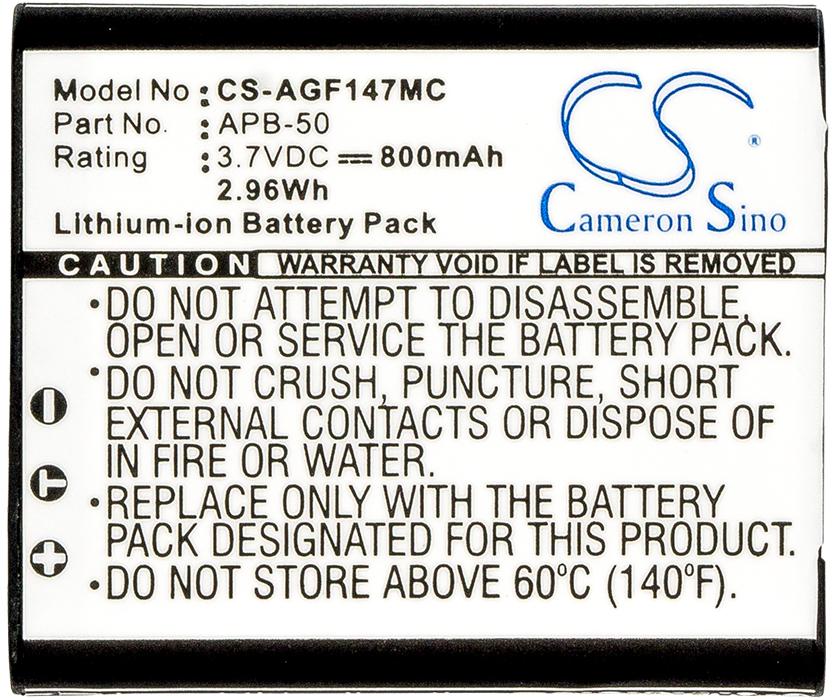 Model No : CS-AGF147MC
Part No. : APB-50
Rating : 3.7VDC ⎓ 800mAh
2.96Wh
Lithium-ion Battery Pack
Cameron Sino ®
CAUTION WARRANTY VOID IF LABEL IS REMOVED
•DO NOT ATTEMPT TO DISASSEMBLE,
OPEN OR SERVICE THE BATTERY PACK.
•DO NOT CRUSH, PUNCTURE, SHORT
EXTERNAL CONTACTS OR DISPOSE OF
IN FIRE OR WATER.
•REPLACE ONLY WITH THE BATTERY
PACK DESIGNATED FOR THIS PRODUCT.
•DO NOT STORE ABOVE 60°C (140°F).
T
+